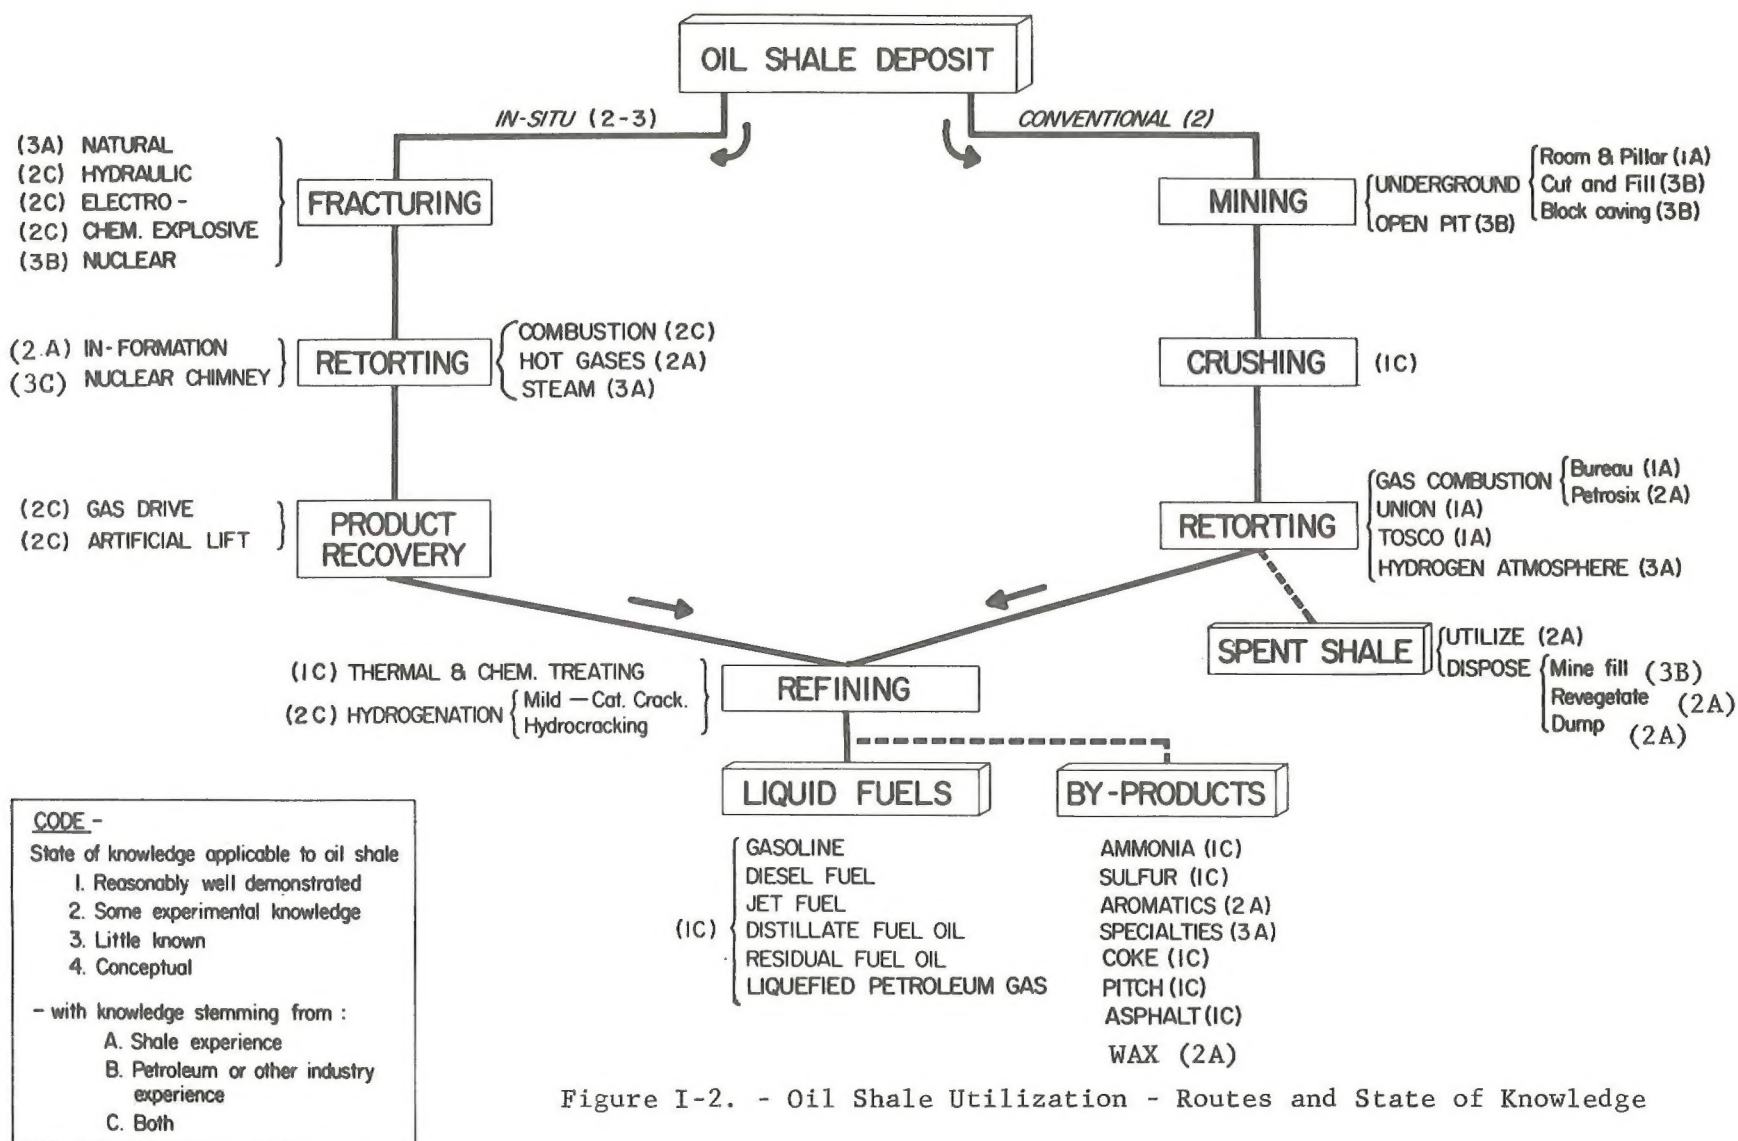 OIL SHALE DEPOSIT
IN-SITU (2-3)
CONVENTIONAL (2)
(3A) NATURAL
(2C) HYDRAULIC
(2C) ELECTRO -
(2C) CHEM. EXPLOSIVE
(3B) NUCLEAR
FRACTURING
MINING
UNDERGROUND
Room & Pillar (1A)
Cut and Fill (3B)
Block caving (3B)
OPEN PIT (3B)
(2.A) IN-FORMATION
(3C) NUCLEAR CHIMNEY
RETORTING
COMBUSTION (2C)
HOT GASES (2A)
STEAM (3A)
CRUSHING
(1C)
(2C) GAS DRIVE
(2C) ARTIFICIAL LIFT
PRODUCT
RECOVERY
RETORTING
GAS COMBUSTION
Bureau (1A)
Petrosix (2A)
UNION (1A)
TOSCO (1A)
HYDROGEN ATMOSPHERE (3A)
SPENT SHALE
UTILIZE (2A)
DISPOSE
Mine fill (3B)
Revegetate (2A)
Dump (2A)
(1C) THERMAL & CHEM. TREATING
(2C) HYDROGENATION
Mild — Cat. Crack.
Hydrocracking
REFINING
LIQUID FUELS
BY-PRODUCTS
(1C)
GASOLINE
DIESEL FUEL
JET FUEL
DISTILLATE FUEL OIL
RESIDUAL FUEL OIL
LIQUEFIED PETROLEUM GAS
AMMONIA (1C)
SULFUR (1C)
AROMATICS (2A)
SPECIALTIES (3A)
COKE (1C)
PITCH (1C)
ASPHALT (1C)
WAX (2A)
CODE -
State of knowledge applicable to oil shale
1. Reasonably well demonstrated
2. Some experimental knowledge
3. Little known
4. Conceptual
- with knowledge stemming from :
A. Shale experience
B. Petroleum or other industry
experience
C. Both
Figure I-2. - Oil Shale Utilization - Routes and State of Knowledge